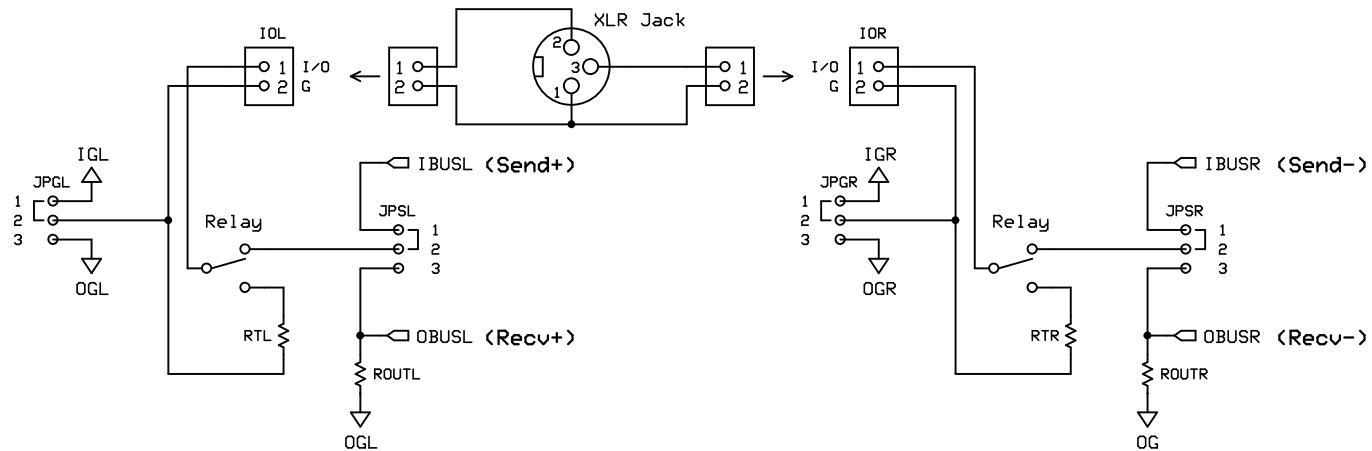 XLR Jack
IOL
1 I/O
2 G
1
2
2
3
1
1
2
IOR
I/O 1
G 2
IGL
JPGL
1
2
3
OGL
Relay
RTL
IBUSL (Send+)
JPSL
1
2
3
OBUSL (Recv+)
ROUTL
OGL
IGR
JPGR
1
2
3
OGR
Relay
RTR
IBUSR (Send-)
JPSR
1
2
3
OBUSR (Recv-)
ROUTR
OG